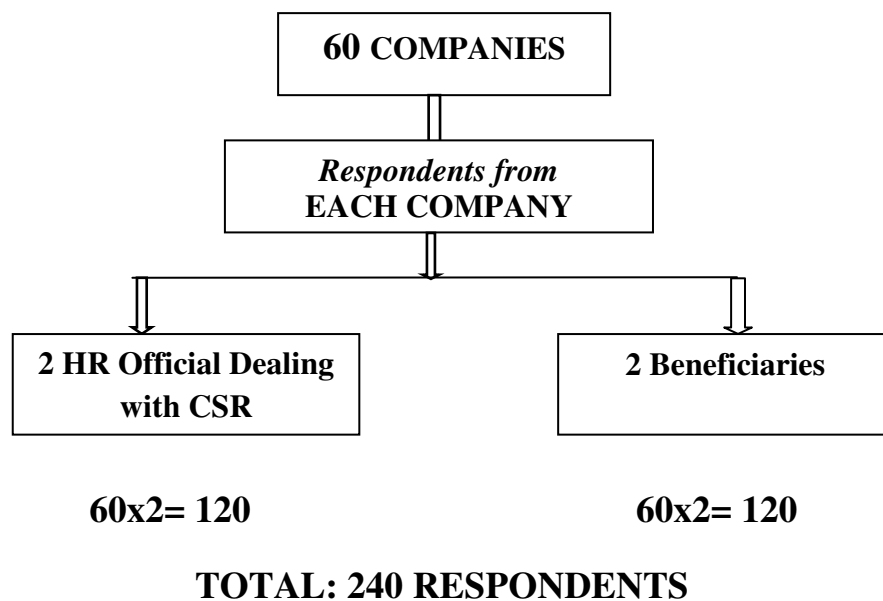 60 COMPANIES
Respondents from
EACH COMPANY
2 HR Official Dealing
with CSR
2 Beneficiaries
60x2= 120
60x2= 120
TOTAL: 240 RESPONDENTS